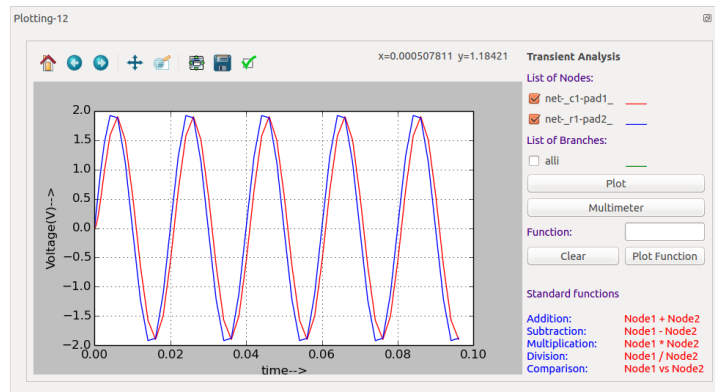 Plotting-12
x=0.000507811 y=1.18421
Transient Analysis
List of Nodes:
net-_c1-pad1_
net-_r1-pad2_
List of Branches:
alli
Plot
Multimeter
Function:
Clear Plot Function
Standard functions
Addition: Node1 + Node2
Subtraction: Node1 - Node2
Multiplication: Node1 * Node2
Division: Node1 / Node2
Comparison: Node1 vs Node2
Voltage(V)-->
2.0
1.5
1.0
0.5
0.0
−0.5
−1.0
−1.5
−2.0
0.00 0.02 0.04 0.06 0.08 0.10
time-->